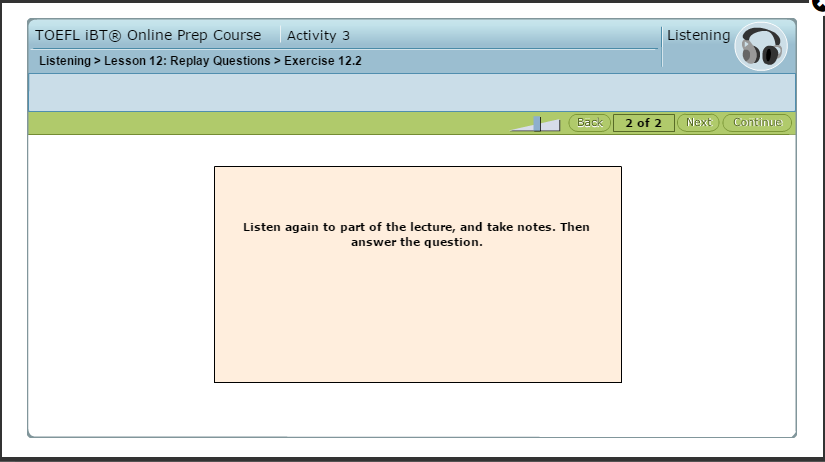 TOEFL iBT® Online Prep Course Activity 3 Listening
Listening > Lesson 12: Replay Questions > Exercise 12.2
Back 2 of 2 Next Continue
Listen again to part of the lecture, and take notes. Then
answer the question.